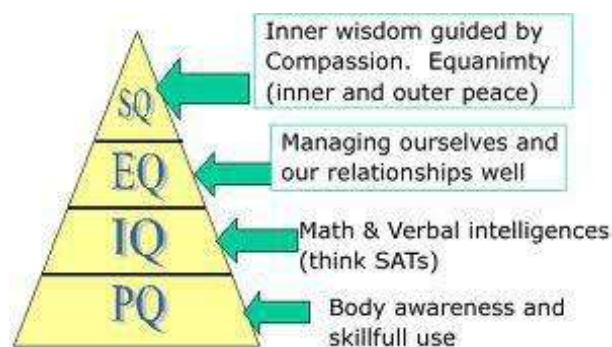 Inner wisdom guided by
Compassion. Equanimty
(inner and outer peace)
SQ
Managing ourselves and
our relationships well
EQ
Math & Verbal intelligences
(think SATs)
IQ
Body awareness and
skillfull use
PQ